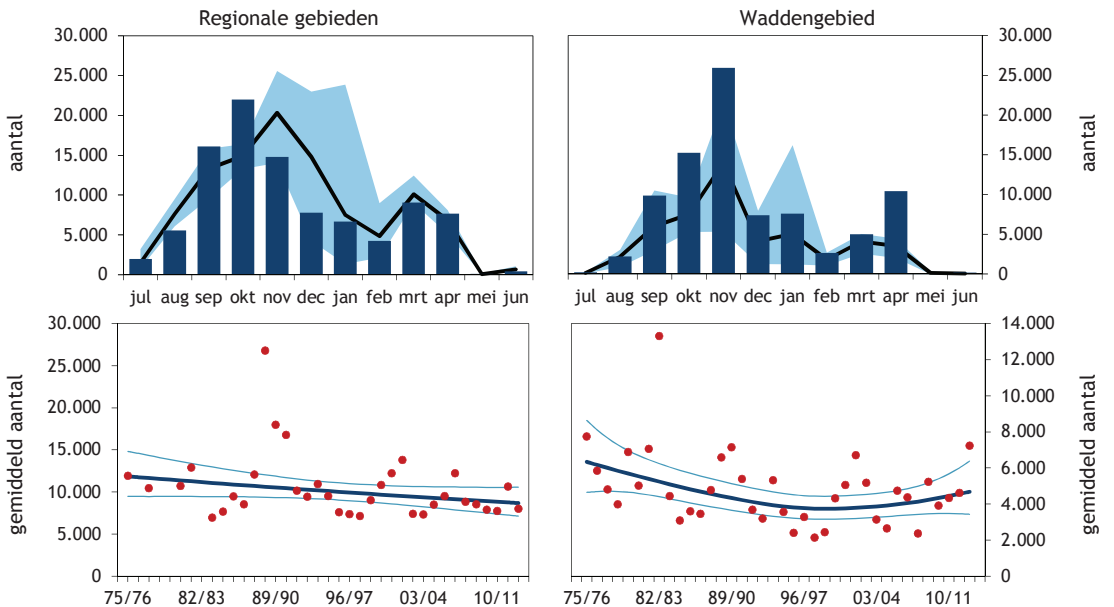 Regionale gebieden
Waddengebied
30.000
25.000
20.000
15.000
10.000
5.000
0
aantal
jul aug sep okt nov dec jan feb mrt apr mei jun
30.000
25.000
20.000
15.000
10.000
5.000
0
aantal
jul aug sep okt nov dec jan feb mrt apr mei jun
30.000
25.000
20.000
15.000
10.000
5.000
0
gemiddeld aantal
75/76 82/83 89/90 96/97 03/04 10/11
14.000
12.000
10.000
8.000
6.000
4.000
2.000
0
gemiddeld aantal
75/76 82/83 89/90 96/97 03/04 10/11